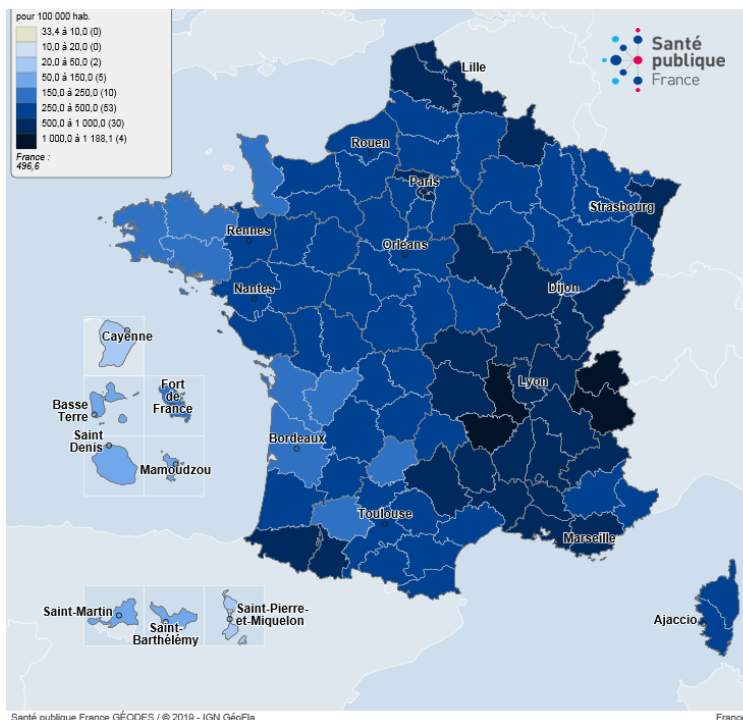 pour 100 000 hab.
33,4 à 10,0 (0)
10,0 à 20,0 (0)
20,0 à 50,0 (2)
50,0 à 150,0 (5)
150,0 à 250,0 (10)
250,0 à 500,0 (53)
500,0 à 1 000,0 (30)
1 000,0 à 1 188,1 (4)
France :
496,6
Santé
publique
France
Lille
Rouen
Paris
Strasbourg
Rennes
Orléans
Nantes
Dijon
Cayenne
Lyon
Basse
Terre
Fort
de
France
Bordeaux
Saint
Denis
Mamoudzou
Toulouse
Marseille
Saint-Martin
Saint-
Barthélémy
Saint-Pierre-
et-Miquelon
Ajaccio
Santé publique France GÉODES / © 2019 - IGN GéoFla
France